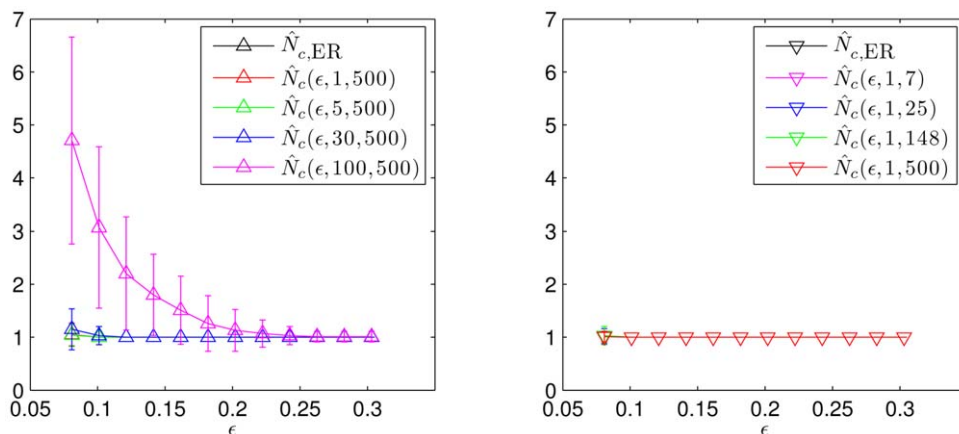 7
6
5
4
3
2
1
0
0.05 0.1 0.15 0.2 0.25 0.3
ϵ
N̂c,ER
N̂c(ϵ, 1, 500)
N̂c(ϵ, 5, 500)
N̂c(ϵ, 30, 500)
N̂c(ϵ, 100, 500)
7
6
5
4
3
2
1
0
0.05 0.1 0.15 0.2 0.25 0.3
ϵ
N̂c,ER
N̂c(ϵ, 1, 7)
N̂c(ϵ, 1, 25)
N̂c(ϵ, 1, 148)
N̂c(ϵ, 1, 500)